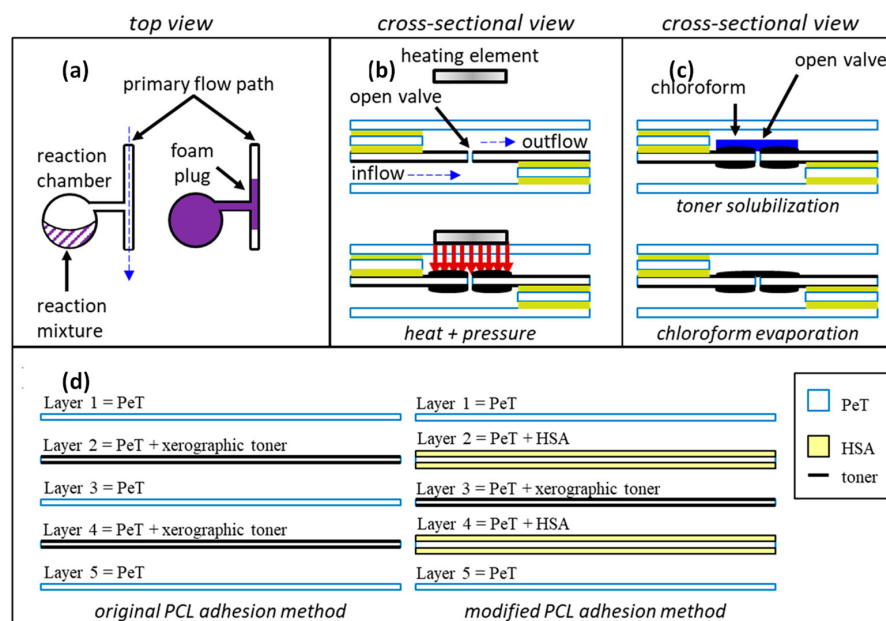 top view
cross-sectional view
cross-sectional view
(a)
primary flow path
reaction
chamber
foam
plug
reaction
mixture
(b)
heating element
open valve
outflow
inflow
heat + pressure
(c)
open valve
chloroform
toner solubilization
chloroform evaporation
(d)
Layer 1 = PeT
Layer 2 = PeT + xerographic toner
Layer 3 = PeT
Layer 4 = PeT + xerographic toner
Layer 5 = PeT
original PCL adhesion method
Layer 1 = PeT
Layer 2 = PeT + HSA
Layer 3 = PeT + xerographic toner
Layer 4 = PeT + HSA
Layer 5 = PeT
modified PCL adhesion method
PeT
HSA
toner